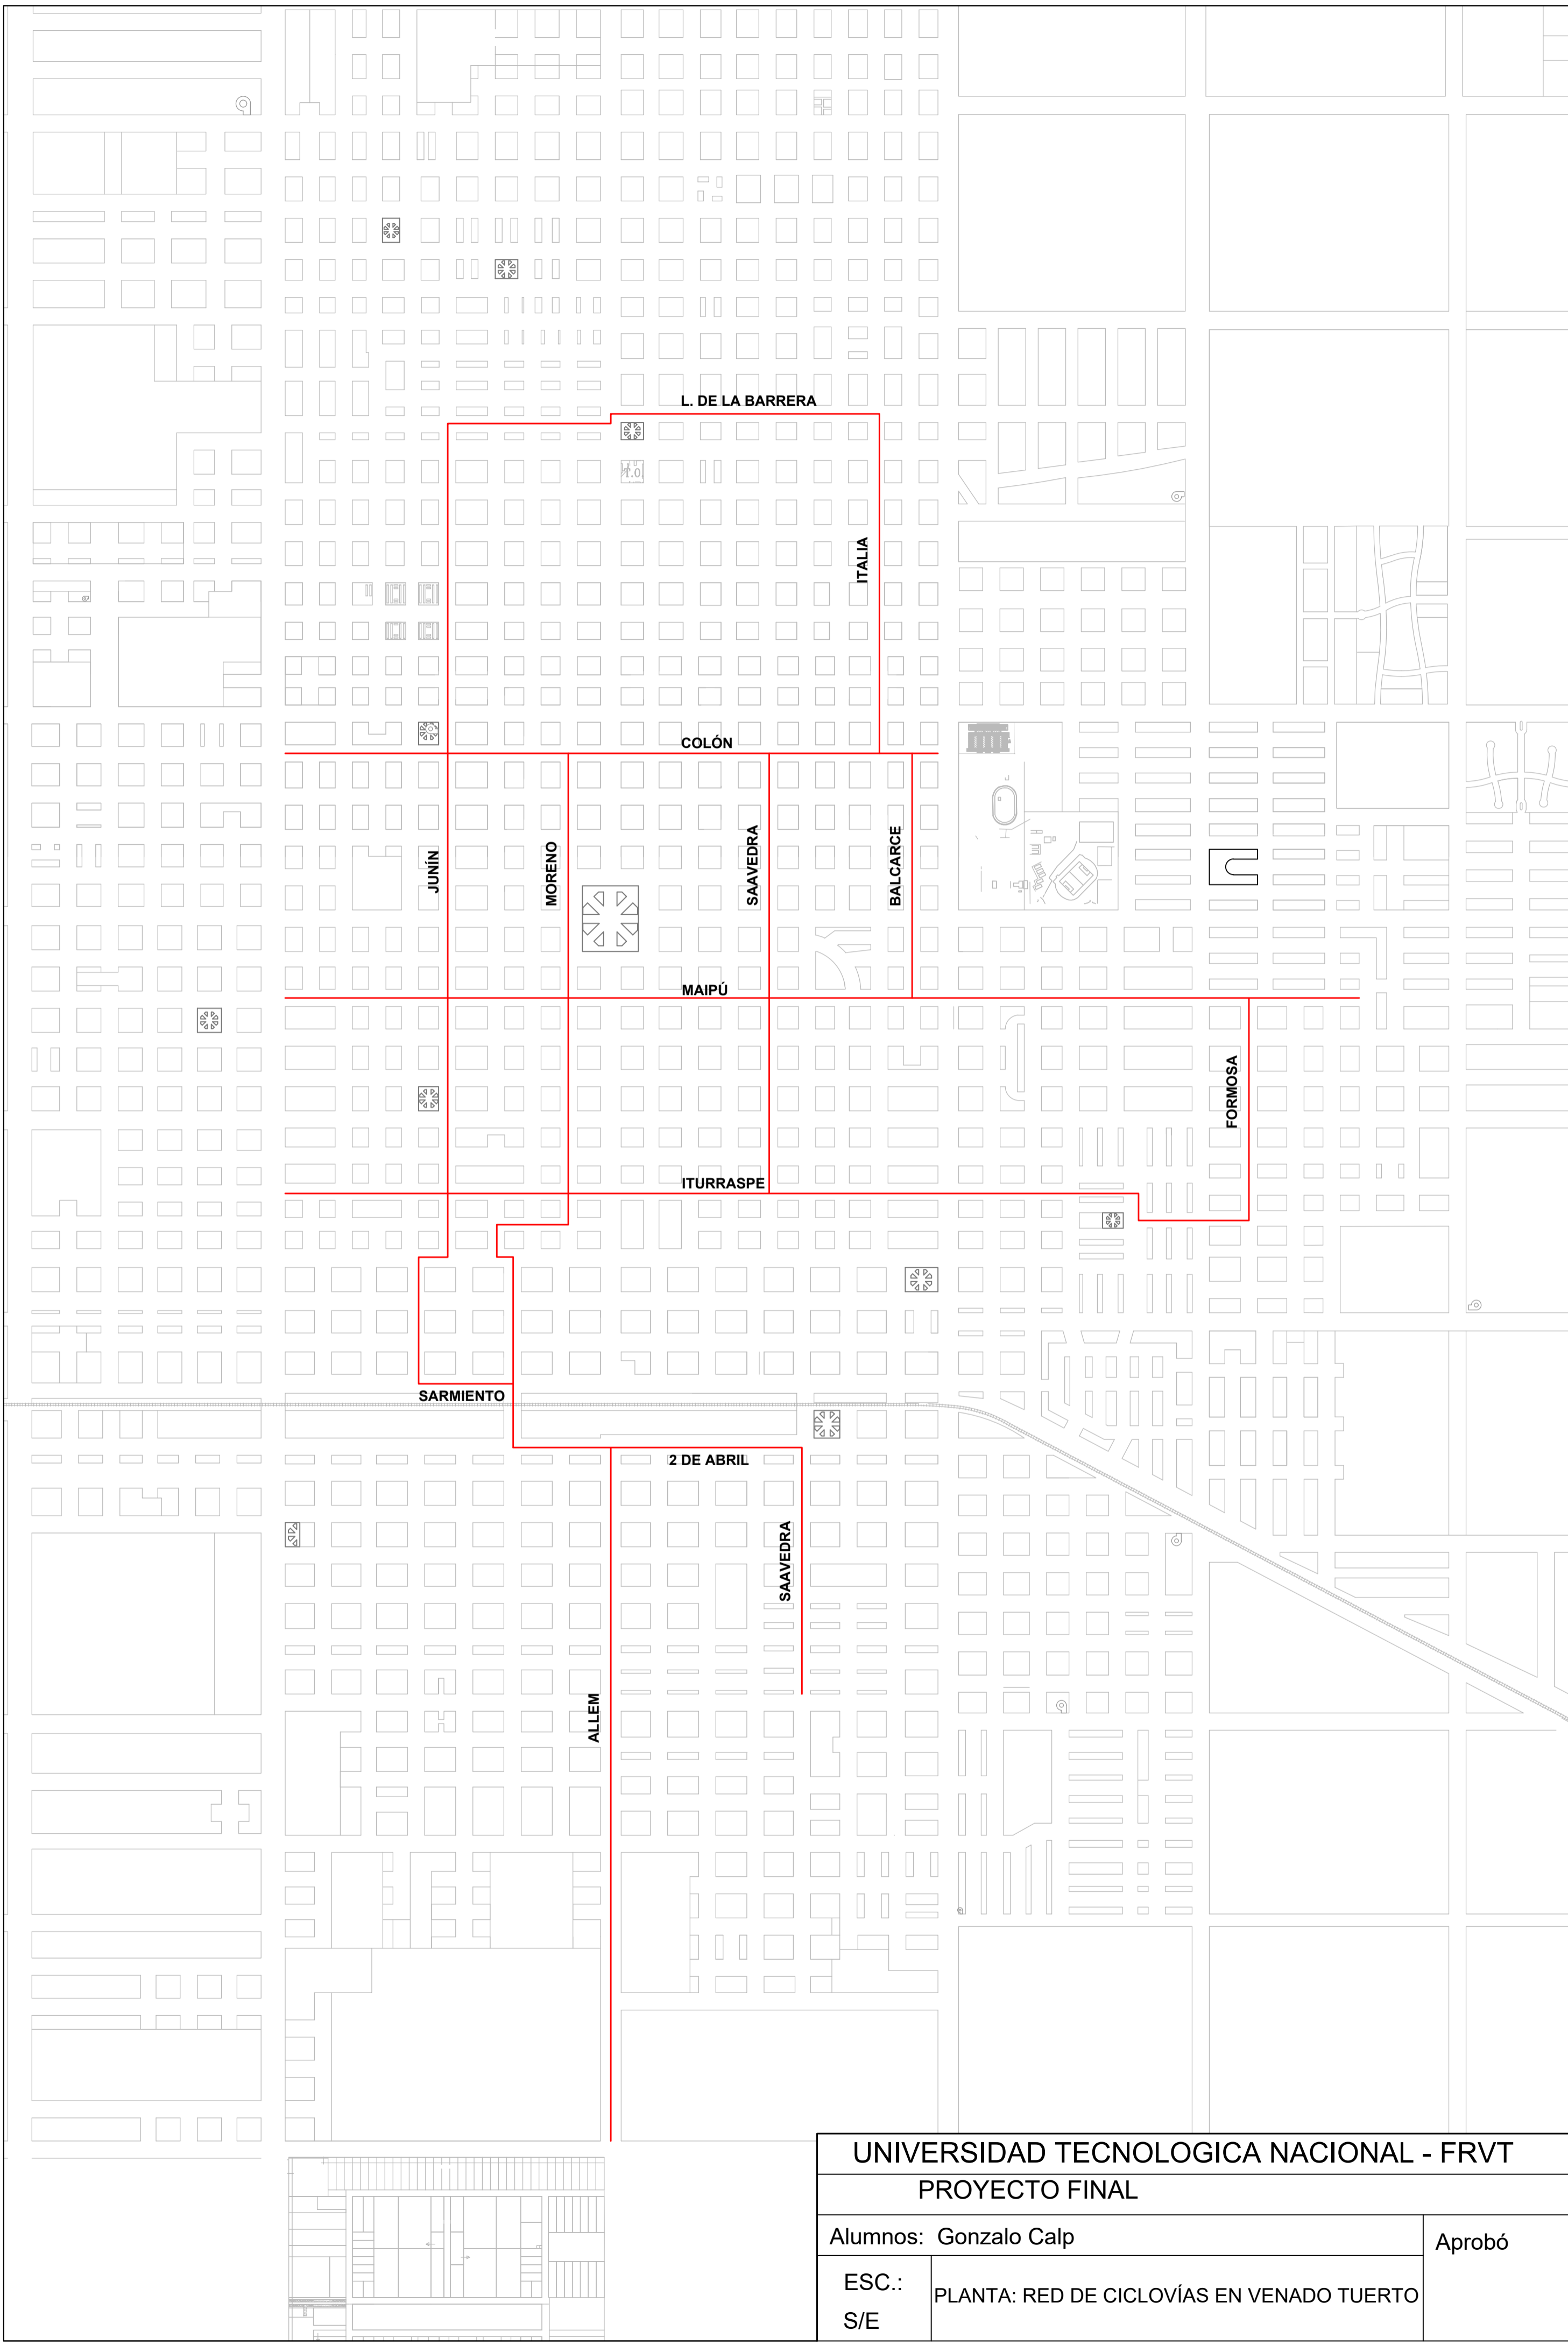 L. DE LA BARRERA
T.O.
ITALIA
COLÓN
JUNÍN
MORENO
SAAVEDRA
BALCARCE
MAIPÚ
FORMOSA
ITURRASPE
SARMIENTO
2 DE ABRIL
SAAVEDRA
ALLEM
UNIVERSIDAD TECNOLOGICA NACIONAL - FRVT
PROYECTO FINAL
Alumnos: Gonzalo Calp
Aprobó
ESC.:
S/E
PLANTA: RED DE CICLOVÍAS EN VENADO TUERTO